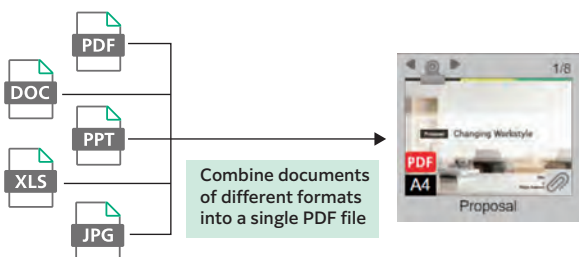 PDF
DOC
PPT
XLS
JPG
Combine documents
of different formats
into a single PDF file
1/8
Changing Workstyle
PDF
A4
Proposal